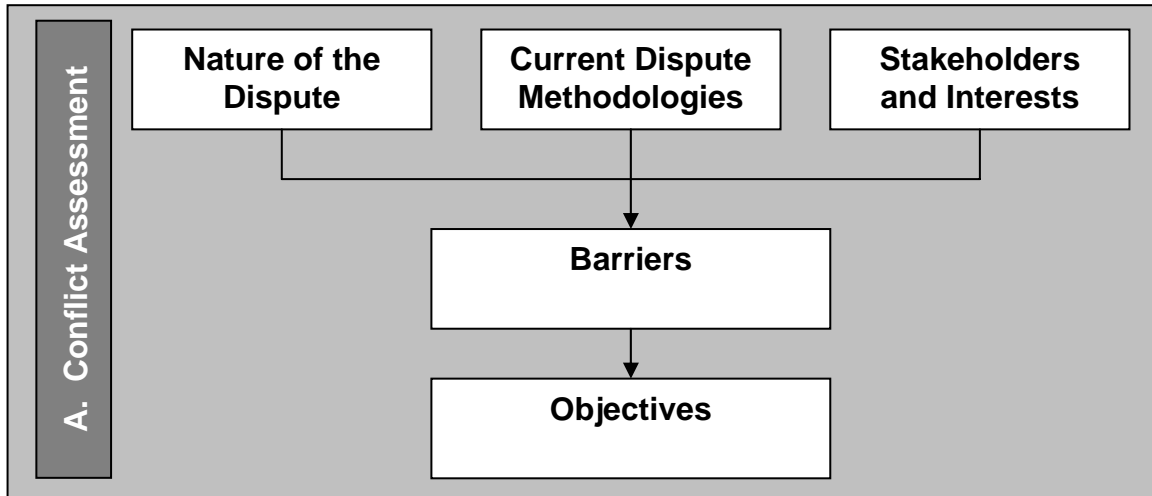 A. Conflict Assessment
Nature of the
Dispute
Current Dispute
Methodologies
Stakeholders
and Interests
Barriers
Objectives